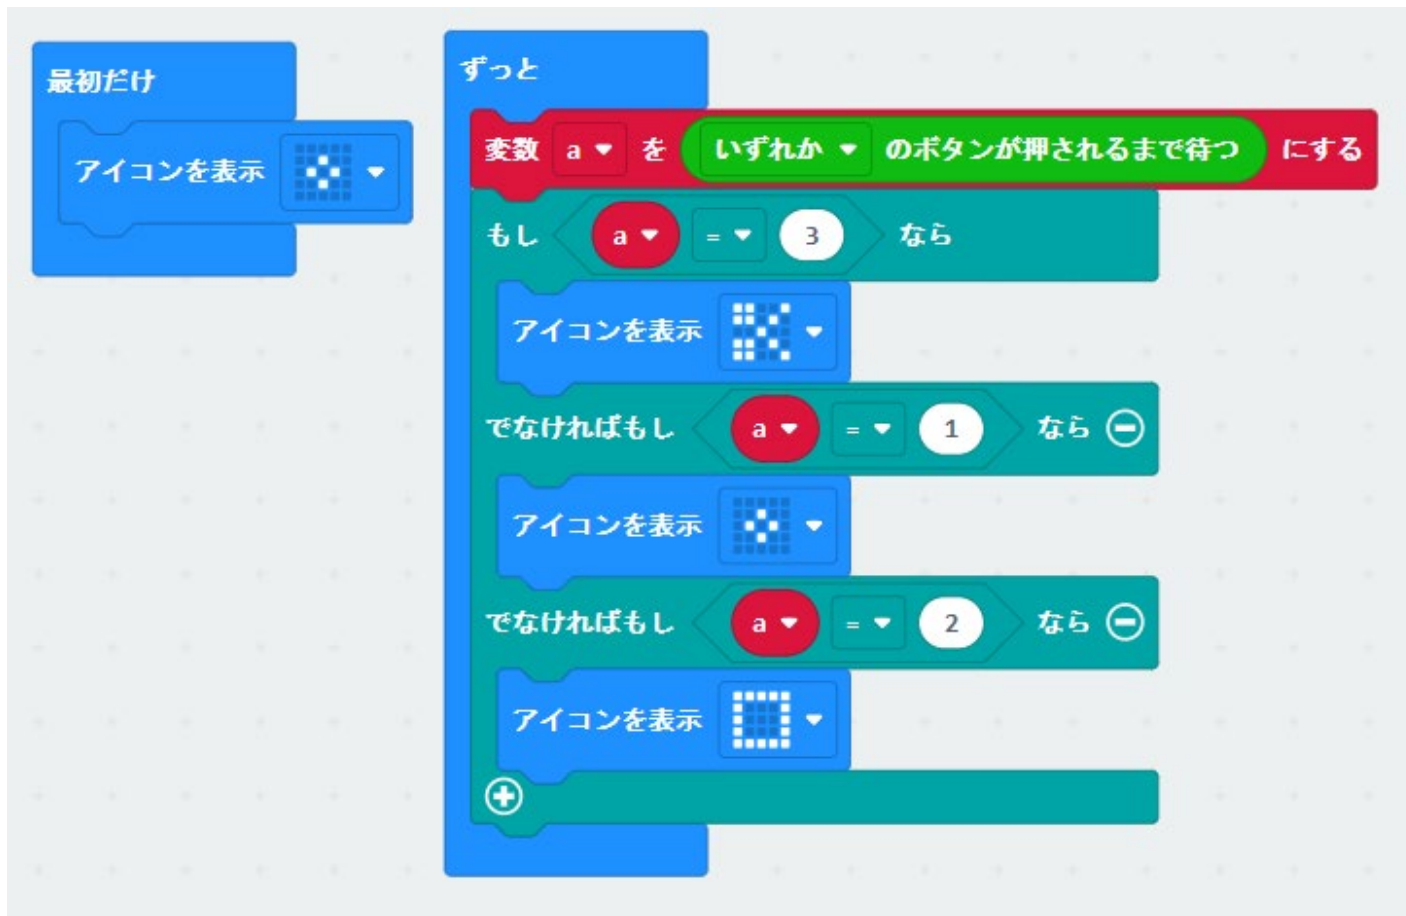 最初だけ
アイコンを表示
ずっと
変数 a を いずれか のボタンが押されるまで待つ にする
もし a = 3 なら
アイコンを表示
でなければもし a = 1 なら
アイコンを表示
でなければもし a = 2 なら
アイコンを表示